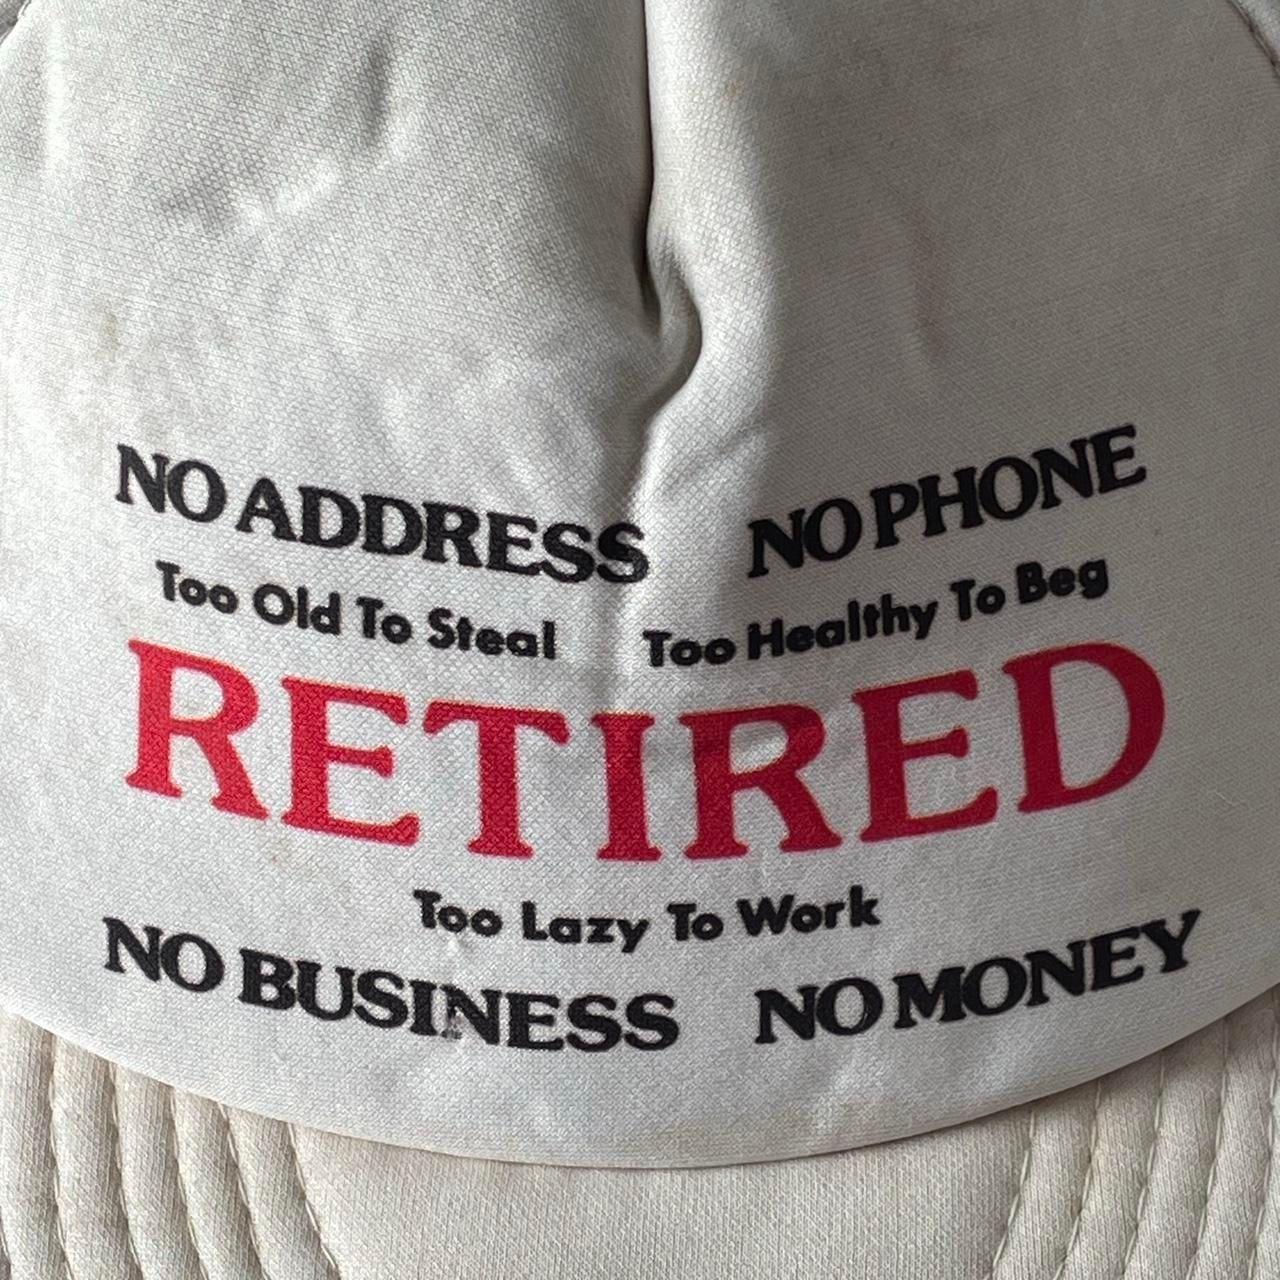 NO ADDRESS NO PHONE
Too Old To Steal Too Healthy To Beg
RETIRED
Too Lazy To Work
NO BUSINESS NO MONEY